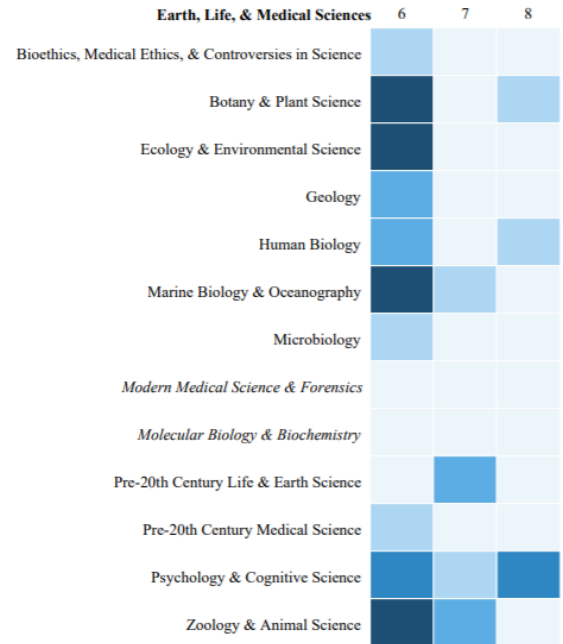 Earth, Life, & Medical Sciences 6 7 8
Bioethics, Medical Ethics, & Controversies in Science
Botany & Plant Science
Ecology & Environmental Science
Geology
Human Biology
Marine Biology & Oceanography
Microbiology
Modern Medical Science & Forensics
Molecular Biology & Biochemistry
Pre-20th Century Life & Earth Science
Pre-20th Century Medical Science
Psychology & Cognitive Science
Zoology & Animal Science